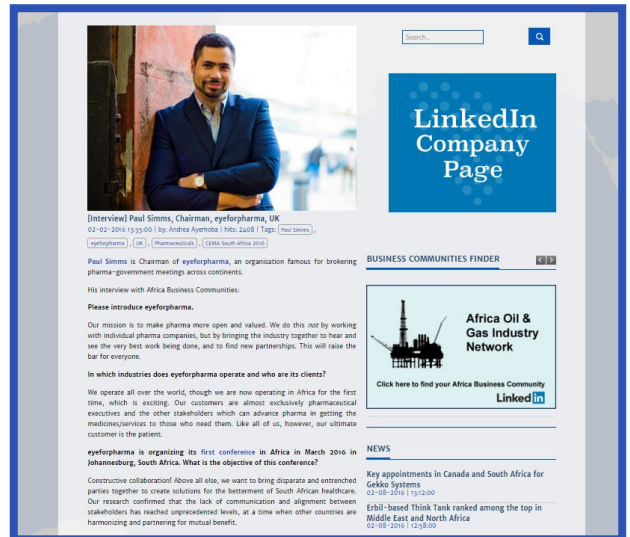 Search..
LinkedIn
Company
Page
[Interview] Paul Simms, Chairman, eyeforpharma, UK
02-02-2016 13:35:00 | by: Andrea Ayemoba | hits: 2408 | Tags: Paul Simms ,
eyeforpharma , UK , Pharmaceuticals , CEMA South Africa 2016
Paul Simms is Chairman of eyeforpharma, an organisation famous for brokering
pharma-government meetings across continents.
His interview with Africa Business Communities:
Please introduce eyeforpharma.
Our mission is to make pharma more open and valued. We do this not by working
with individual pharma companies, but by bringing the industry together to hear and
see the very best work being done, and to find new partnerships. This will raise the
bar for everyone.
In which industries does eyeforpharma operate and who are its clients?
We operate all over the world, though we are now operating in Africa for the first
time, which is exciting. Our customers are almost exclusively pharmaceutical
executives and the other stakeholders which can advance pharma in getting the
medicines/services to those who need them. Like all of us, however, our ultimate
customer is the patient.
eyeforpharma is organizing its first conference in Africa in March 2016 in
Johannesburg, South Africa. What is the objective of this conference?
Constructive collaboration! Above all else, we want to bring disparate and entrenched
parties together to create solutions for the betterment of South African healthcare.
Our research confirmed that the lack of communication and alignment between
stakeholders has reached unprecedented levels, at a time when other countries are
harmonizing and partnering for mutual benefit.
BUSINESS COMMUNITIES FINDER
Africa Oil &
Gas Industry
Network
Click here to find your Africa Business Community
Linked in
NEWS
Key appointments in Canada and South Africa for
Gekko Systems
02-08-2016 | 13:12:00
Erbil-based Think Tank ranked among the top in
Middle East and North Africa
02-08-2016 | 12:58:00